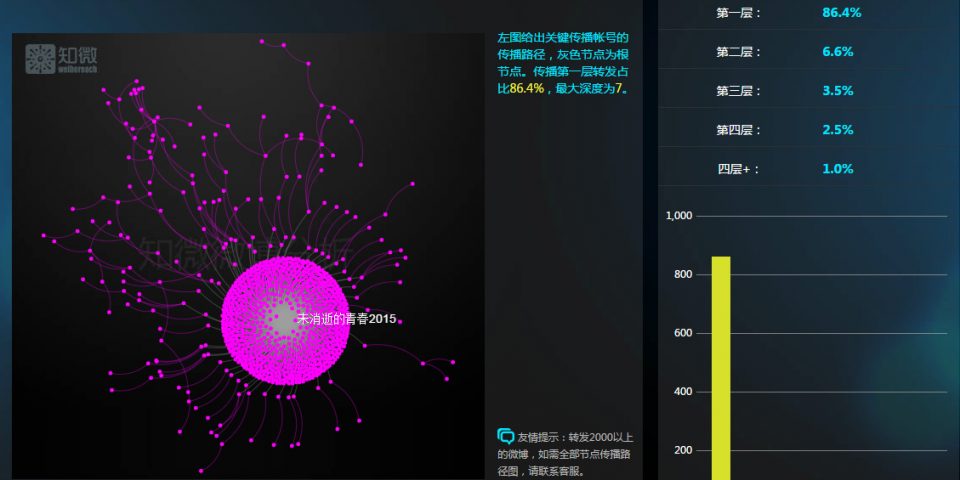 知微
weiboreach
左图给出关键传播帐号的
传播路径，灰色节点为根
节点。传播第一层转发占
比86.4%，最大深度为7。
未消逝的青春2015
友情提示：转发2000以上
的微博，如需全部节点传播路
径图，请联系客服。
第一层： 86.4%
第二层： 6.6%
第三层： 3.5%
第四层： 2.5%
四层+： 1.0%
1,000
800
600
400
200